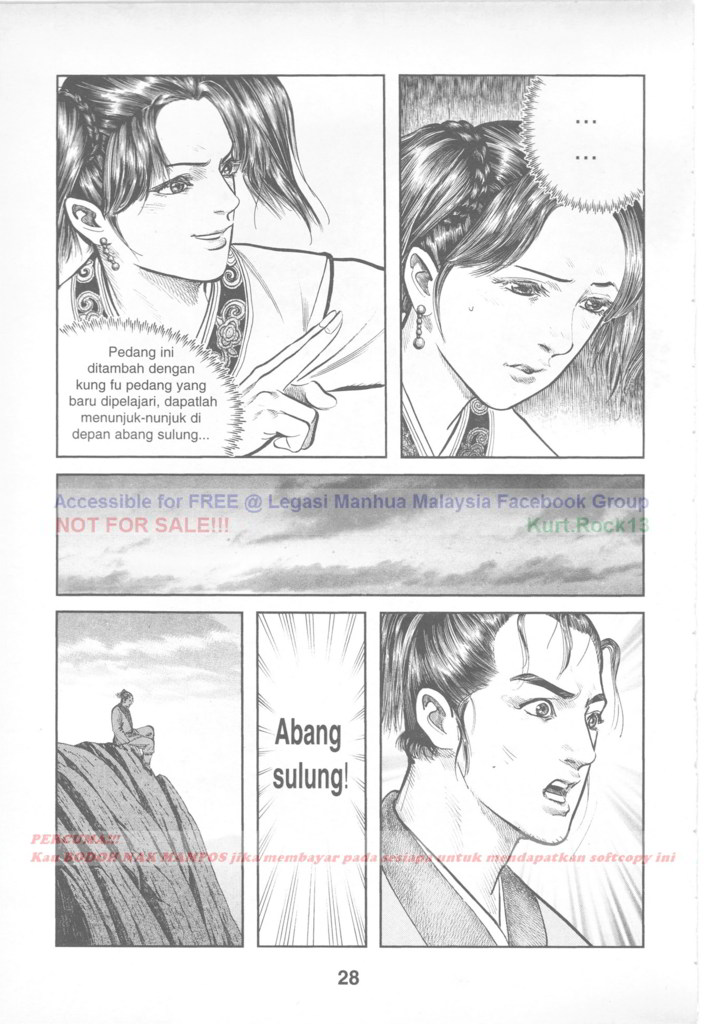 ...
...
Pedang ini
ditambah dengan
kung fu pedang yang
baru dipelajari, dapatlah
menunjuk-nunjuk di
depan abang sulung...
Accessible for FREE @ Legasi Manhua Malaysia Facebook Group
NOT FOR SALE!!!
Kurt.Rock13
Abang
sulung!
PERCUMA!!!
Kau BODOH NAK MAMPOS jika membayar pada sesiapa untuk mendapatkan softcopy ini
28